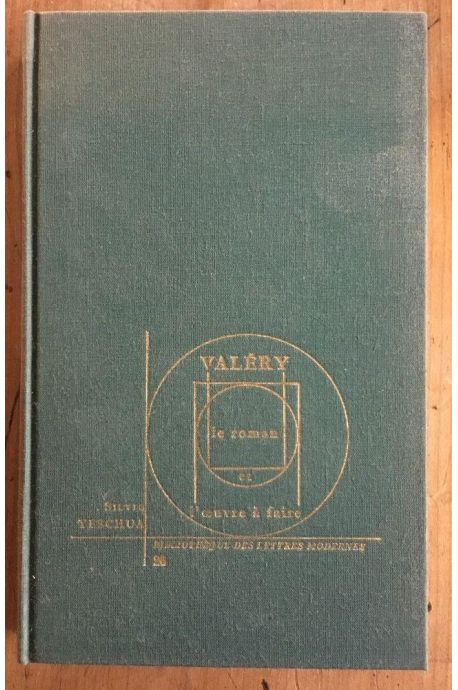 VALÉRY
le roman
et
l'œuvre à faire
SILVIO
YESCHUA
BIBLIOTHÈQUE DES LETTRES MODERNES
26